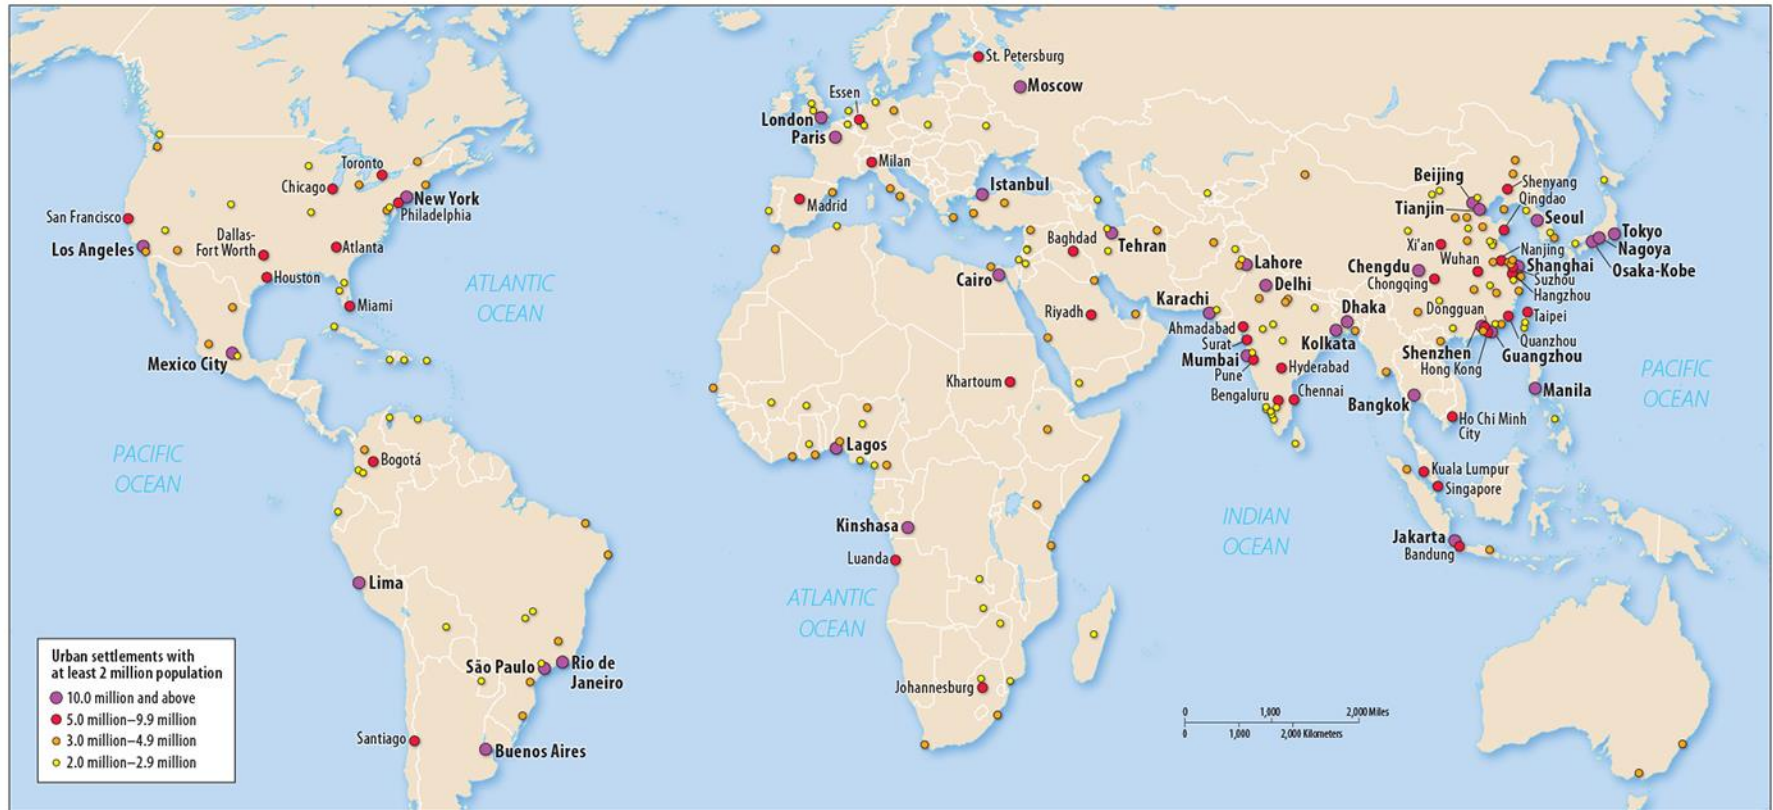 St. Petersburg
Moscow
Essen
London
Paris
Milan
Istanbul
Madrid
Toronto
Chicago
New York
Philadelphia
San Francisco
Los Angeles
Dallas-
Fort Worth
Atlanta
Houston
Miami
Mexico City
ATLANTIC
OCEAN
PACIFIC
OCEAN
Bogotá
Lima
São Paulo
Rio de
Janeiro
Santiago
Buenos Aires
Baghdad
Tehran
Cairo
Riyadh
Khartoum
Lagos
Kinshasa
Luanda
ATLANTIC
OCEAN
Johannesburg
Lahore
Delhi
Karachi
Ahmadabad
Surat
Mumbai
Pune
Hyderabad
Bengaluru
Chennai
Dhaka
Kolkata
INDIAN
OCEAN
Beijing
Tianjin
Shenyang
Qingdao
Seoul
Tokyo
Nagoya
Osaka-Kobe
Xi'an
Nanjing
Wuhan
Shanghai
Suzhou
Hangzhou
Chengdu
Chongqing
Dongguan
Taipei
Quanzhou
Shenzhen
Guangzhou
Hong Kong
Manila
Bangkok
Ho Chi Minh
City
Kuala Lumpur
Singapore
Jakarta
Bandung
PACIFIC
OCEAN
Urban settlements with
at least 2 million population
10.0 million and above
5.0 million–9.9 million
3.0 million–4.9 million
2.0 million–2.9 million
0 1,000 2,000 Miles
0 1,000 2,000 Kilometers